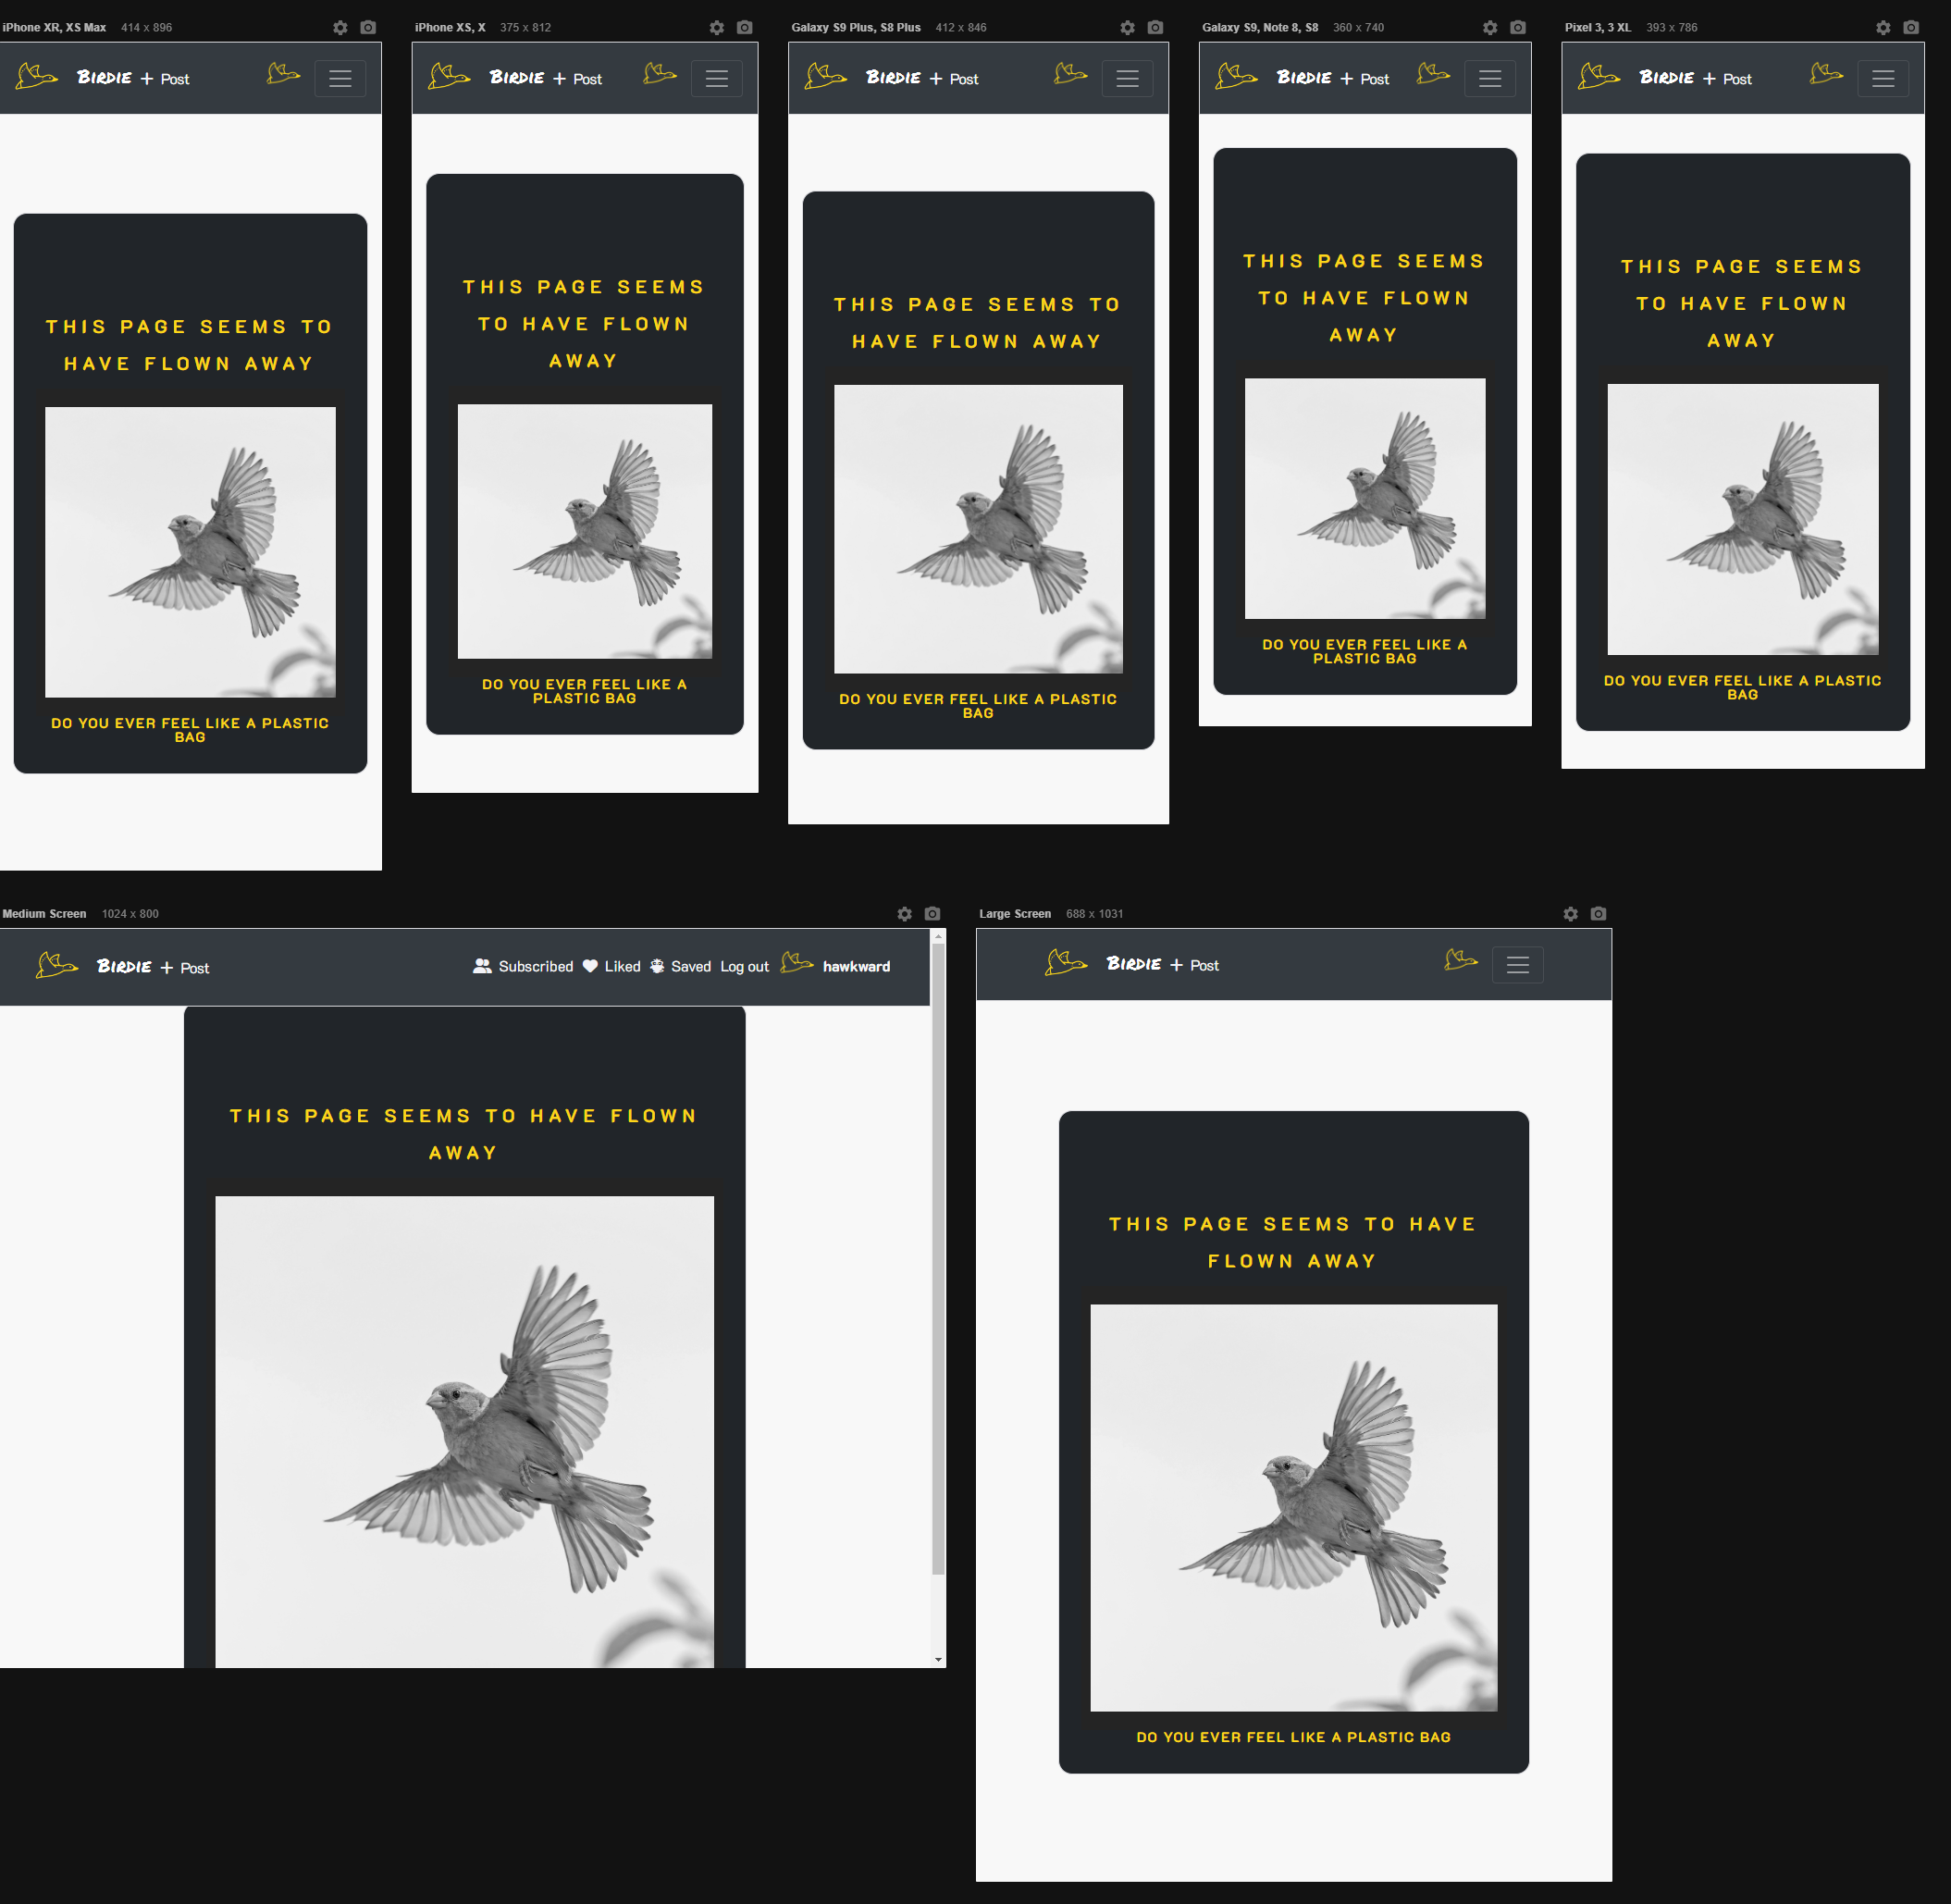 iPhone XR, XS Max 414 x 896
BIRDIE + Post
THIS PAGE SEEMS TO
HAVE FLOWN AWAY
DO YOU EVER FEEL LIKE A PLASTIC
BAG
iPhone XS, X 375 x 812
BIRDIE + Post
THIS PAGE SEEMS
TO HAVE FLOWN
AWAY
DO YOU EVER FEEL LIKE A
PLASTIC BAG
Galaxy S9 Plus, S8 Plus 412 x 846
BIRDIE + Post
THIS PAGE SEEMS TO
HAVE FLOWN AWAY
DO YOU EVER FEEL LIKE A PLASTIC
BAG
Galaxy S9, Note 8, S8 360 x 740
BIRDIE + Post
THIS PAGE SEEMS
TO HAVE FLOWN
AWAY
DO YOU EVER FEEL LIKE A
PLASTIC BAG
Pixel 3, 3 XL 393 x 786
BIRDIE + Post
THIS PAGE SEEMS
TO HAVE FLOWN
AWAY
DO YOU EVER FEEL LIKE A PLASTIC
BAG
Medium Screen 1024 x 800
BIRDIE + Post Subscribed Liked Saved Log out hawkward
THIS PAGE SEEMS TO HAVE FLOWN
AWAY
Large Screen 688 x 1031
BIRDIE + Post
THIS PAGE SEEMS TO HAVE
FLOWN AWAY
DO YOU EVER FEEL LIKE A PLASTIC BAG